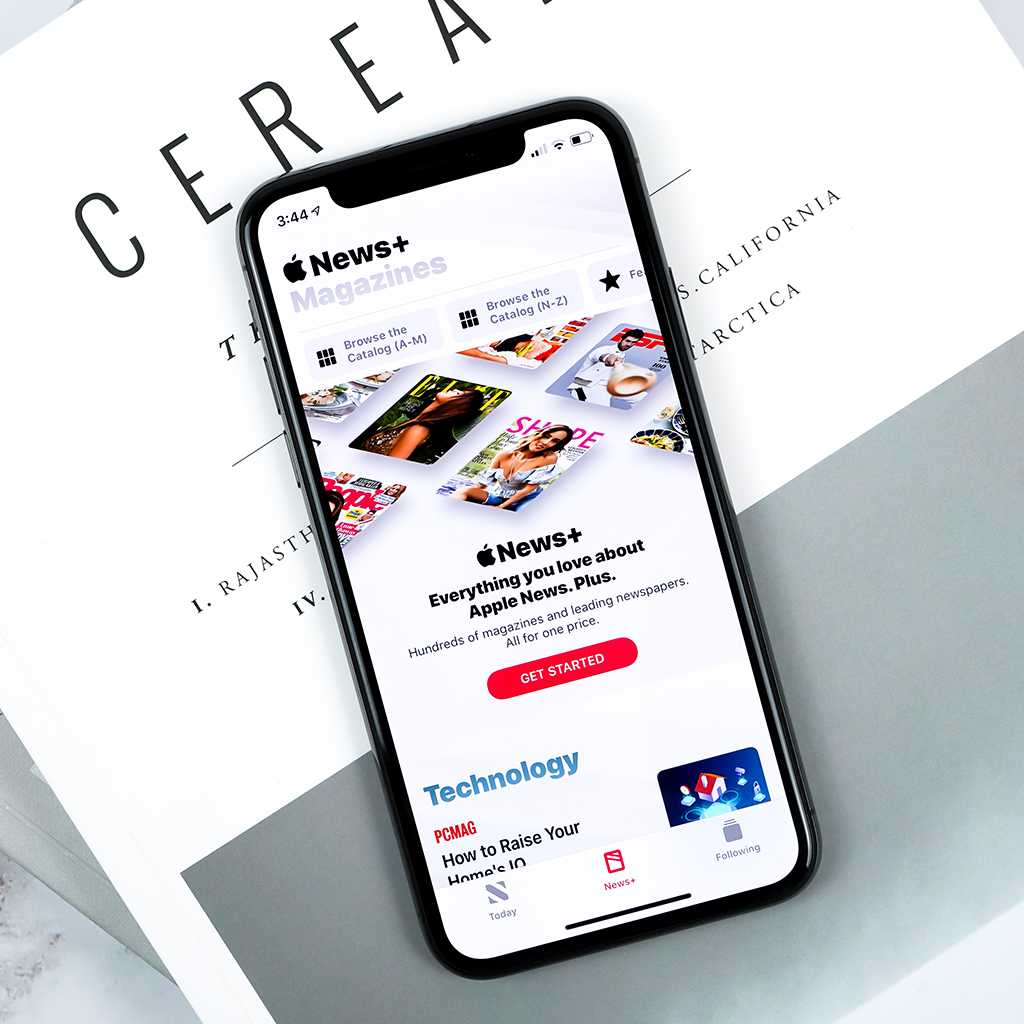 CEREA
3:44
News+
Magazines
Browse the
Catalog (A-M)
Browse the
Catalog (N-Z)
Fe
S.CALIFORNIA
TARCTICA
ELLE
SHAPE
People
News+
Everything you love about
Apple News. Plus.
Hundreds of magazines and leading newspapers.
All for one price.
GET STARTED
I. RAJASTH
IV.
Technology
PCMAG
How to Raise Your
Home's IQ
Today
News+
Following